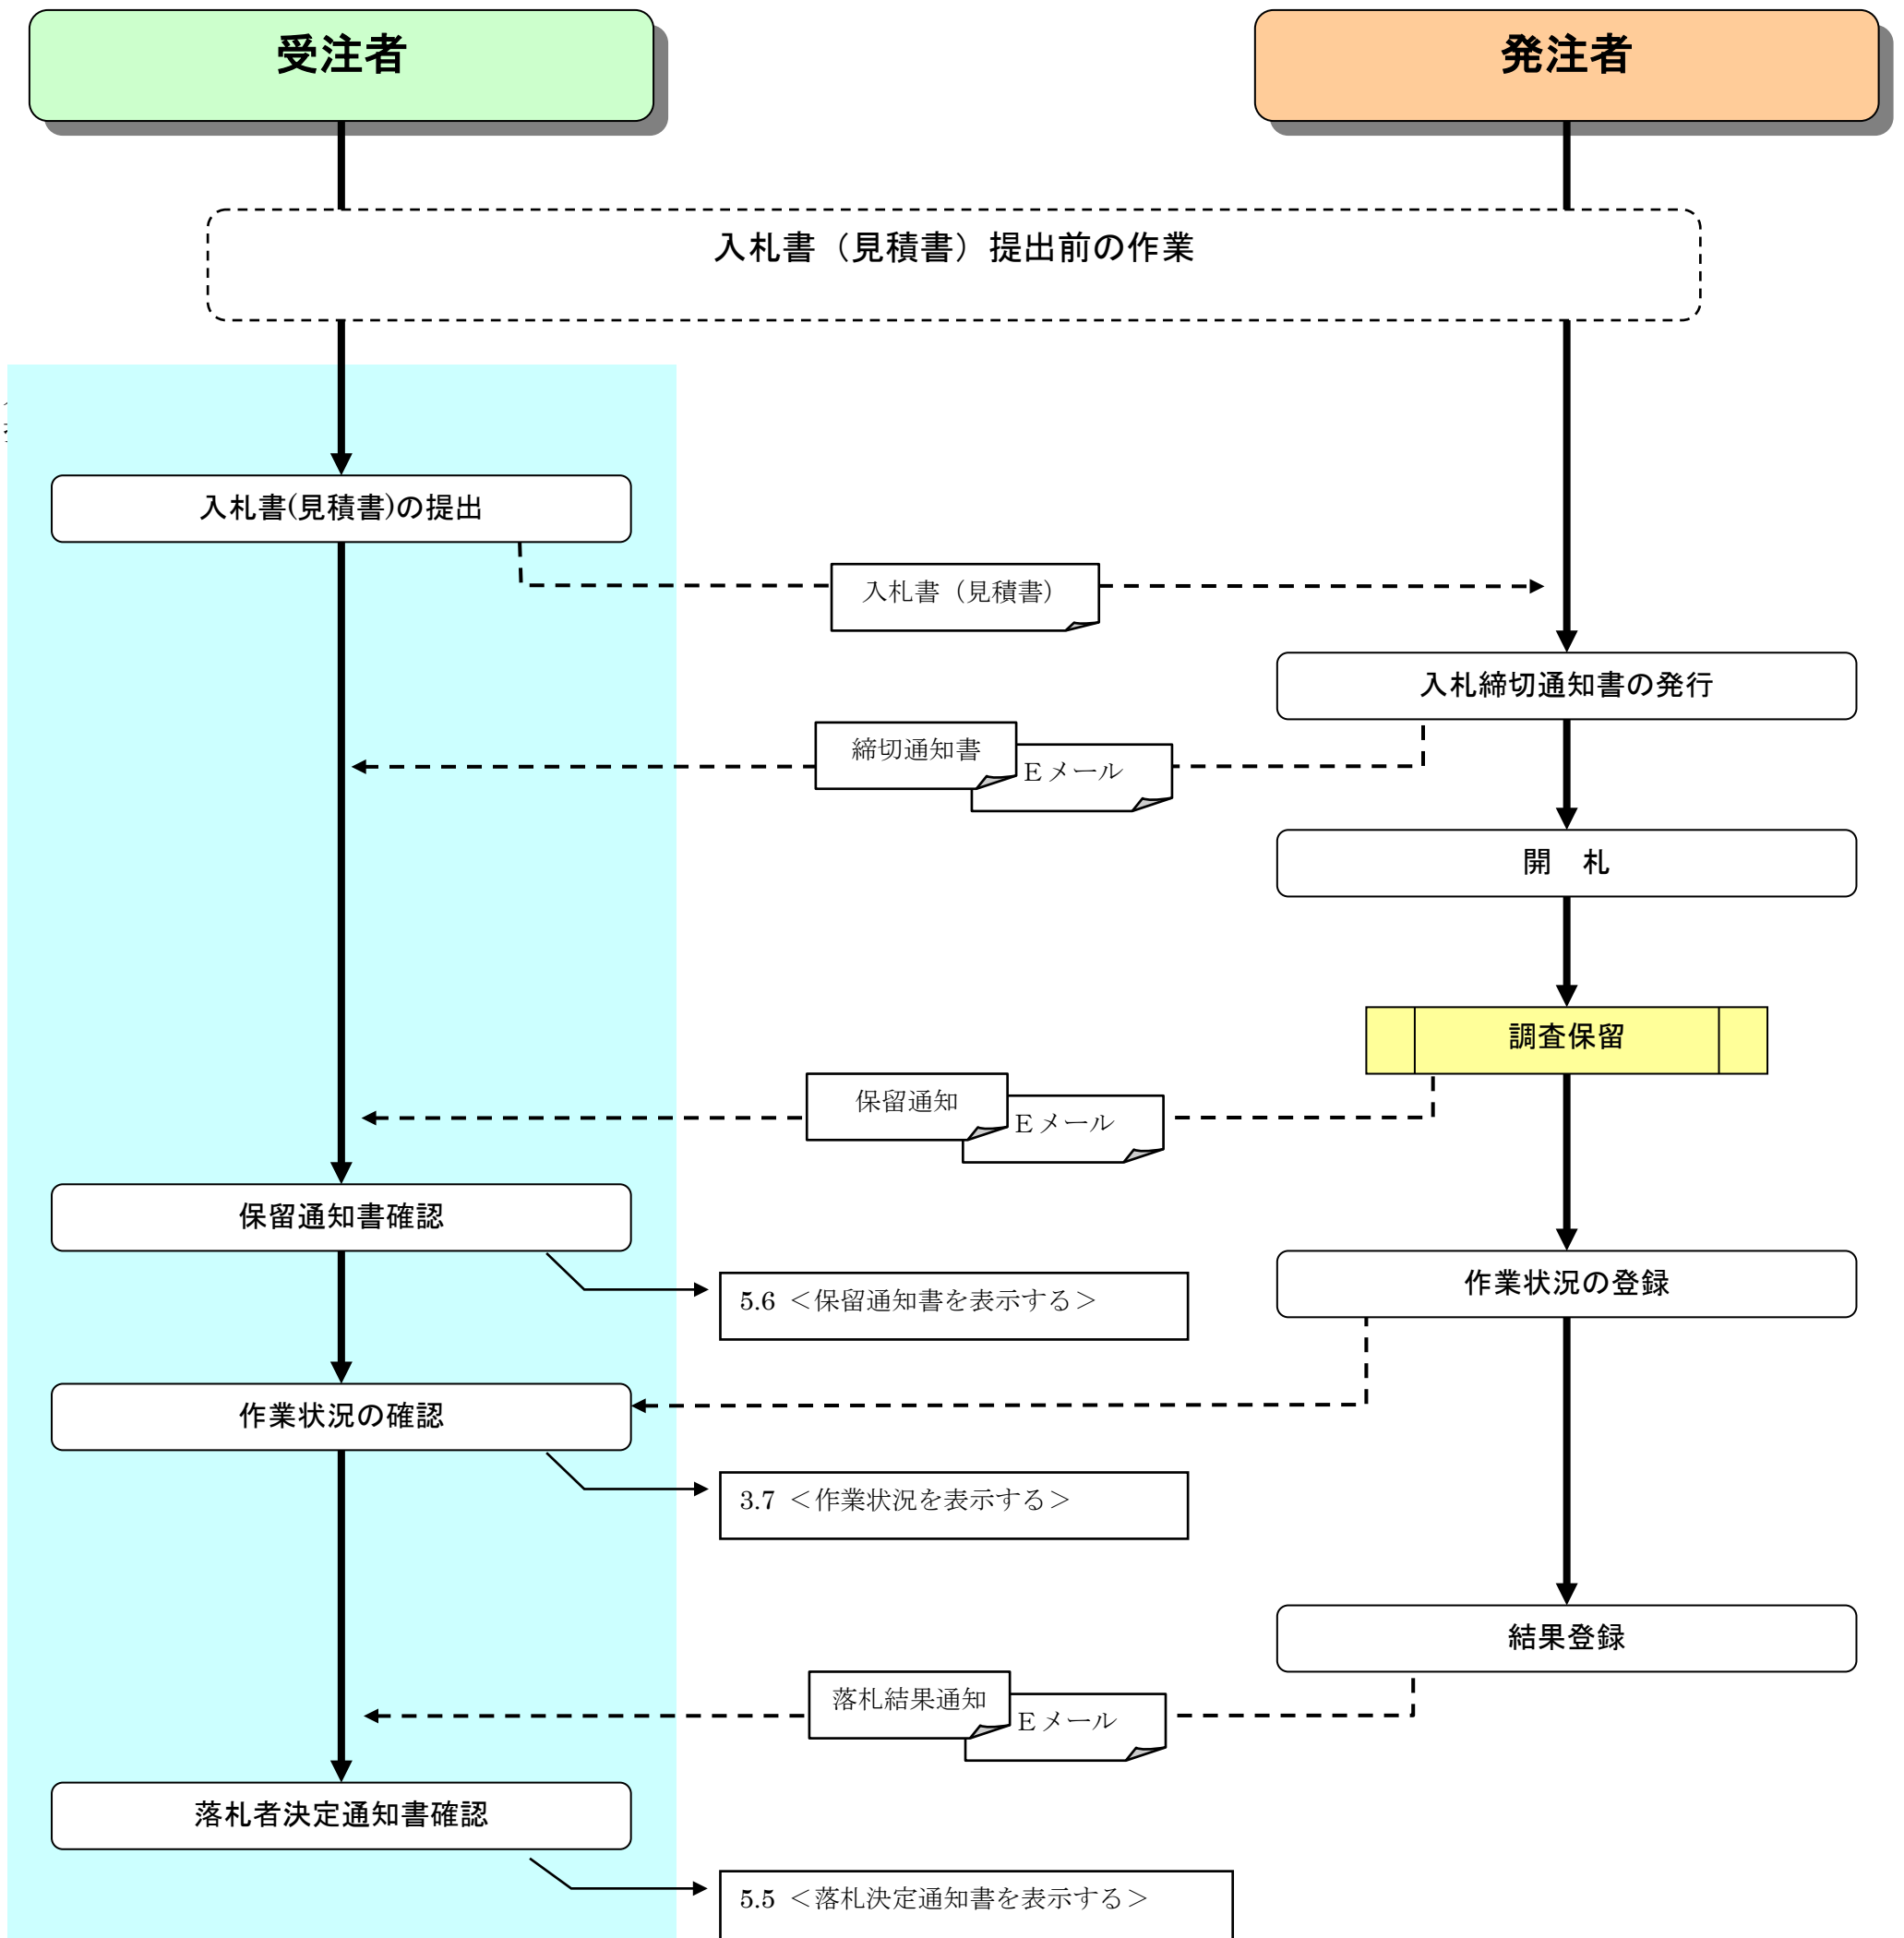 受注者
発注者
入札書（見積書）提出前の作業
入札書(見積書)の提出
入札書（見積書）
入札締切通知書の発行
締切通知書
Ｅメール
開　札
調査保留
保留通知
Ｅメール
保留通知書確認
5.6 ＜保留通知書を表示する＞
作業状況の登録
作業状況の確認
3.7 ＜作業状況を表示する＞
結果登録
落札結果通知
Ｅメール
落札者決定通知書確認
5.5 ＜落札決定通知書を表示する＞